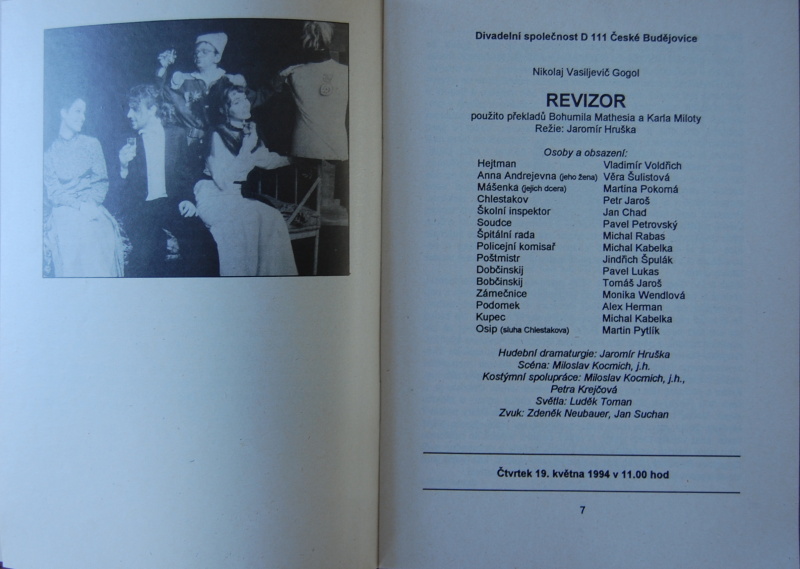 Divadelní společnost D 111 České Budějovice
Nikolaj Vasiljevič Gogol
REVIZOR
použito překladů Bohumila Mathesia a Karla Miloty
Režie: Jaromír Hruška
Osoby a obsazení:
Hejtman Vladimír Voldřich
Anna Andrejevna (jeho žena) Věra Šulistová
Mášenka (jejich dcera) Martina Pokorná
Chlestakov Petr Jaroš
Školní inspektor Jan Chad
Soudce Pavel Petrovský
Špitální rada Michal Rabas
Policejní komisař Michal Kabelka
Poštmistr Jindřich Špulák
Dobčinskij Pavel Lukas
Bobčinskij Tomáš Jaroš
Zámečnice Monika Wendlová
Podomek Alex Herman
Kupec Michal Kabelka
Osip (sluha Chlestakova) Martin Pytlík
Hudební dramaturgie: Jaromír Hruška
Scéna: Miloslav Kocmich, j.h.
Kostýmní spolupráce: Miloslav Kocmich, j.h.,
Petra Krejčová
Světla: Luděk Toman
Zvuk: Zdeněk Neubauer, Jan Suchan
Čtvrtek 19. května 1994 v 11.00 hod
7